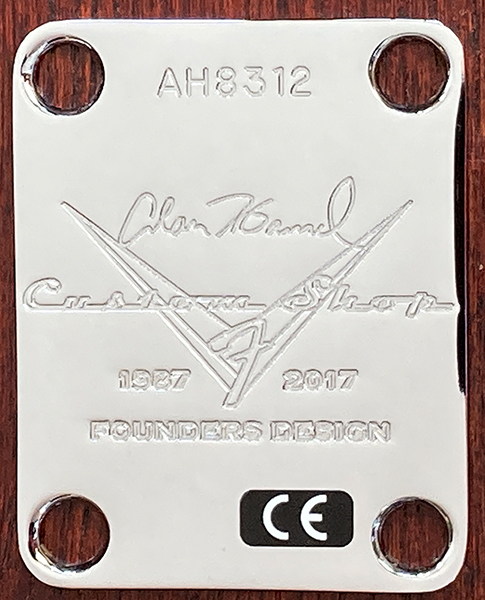 AH8312
Alan Hamel
Custom Shop
F
1987 2017
FOUNDERS DESIGN
CE